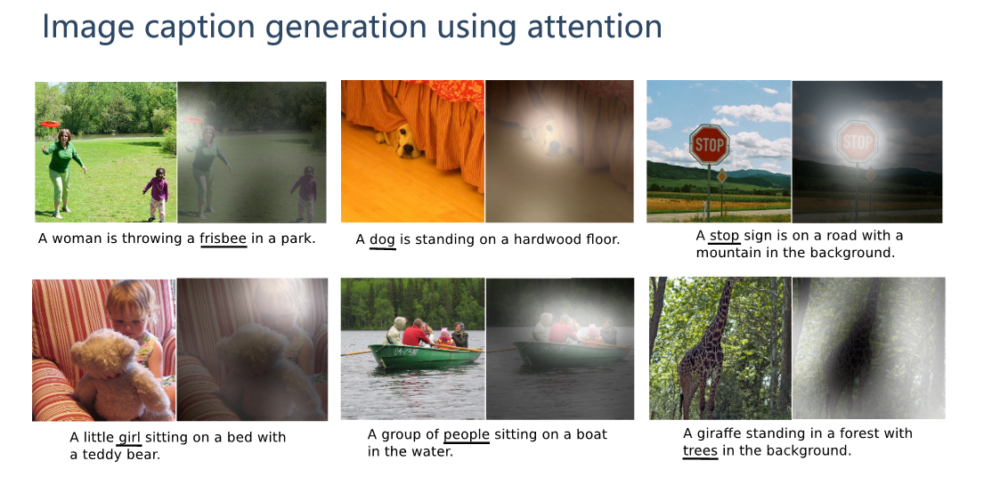 Image caption generation using attention
STOP
STOP
A woman is throwing a frisbee in a park.
A dog is standing on a hardwood floor.
A stop sign is on a road with a
mountain in the background.
A little girl sitting on a bed with
a teddy bear.
A group of people sitting on a boat
in the water.
A giraffe standing in a forest with
trees in the background.